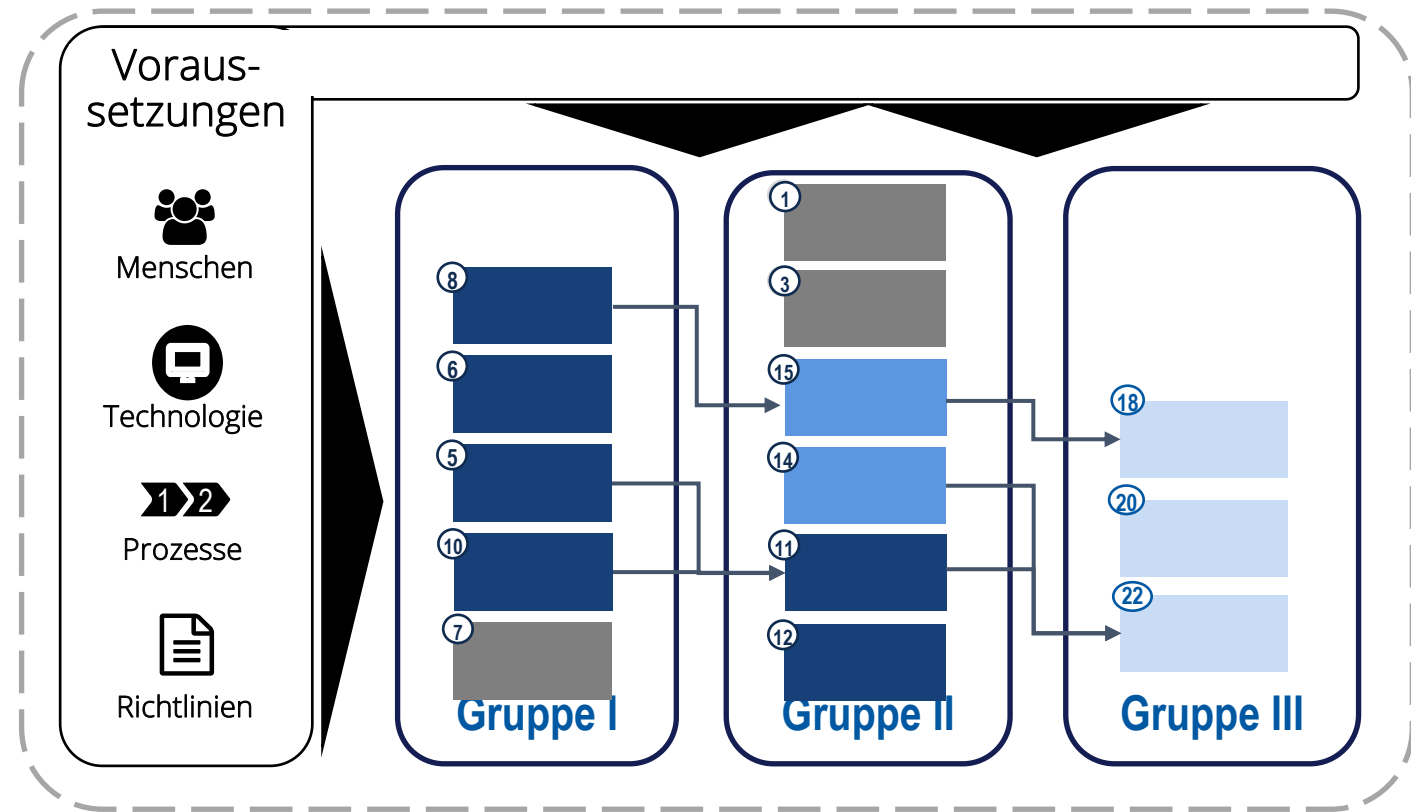 Voraus-
setzungen
Menschen
Technologie
1 2
Prozesse
Richtlinien
8
6
5
10
7
Gruppe I
1
3
15
14
11
12
Gruppe II
18
20
22
Gruppe III